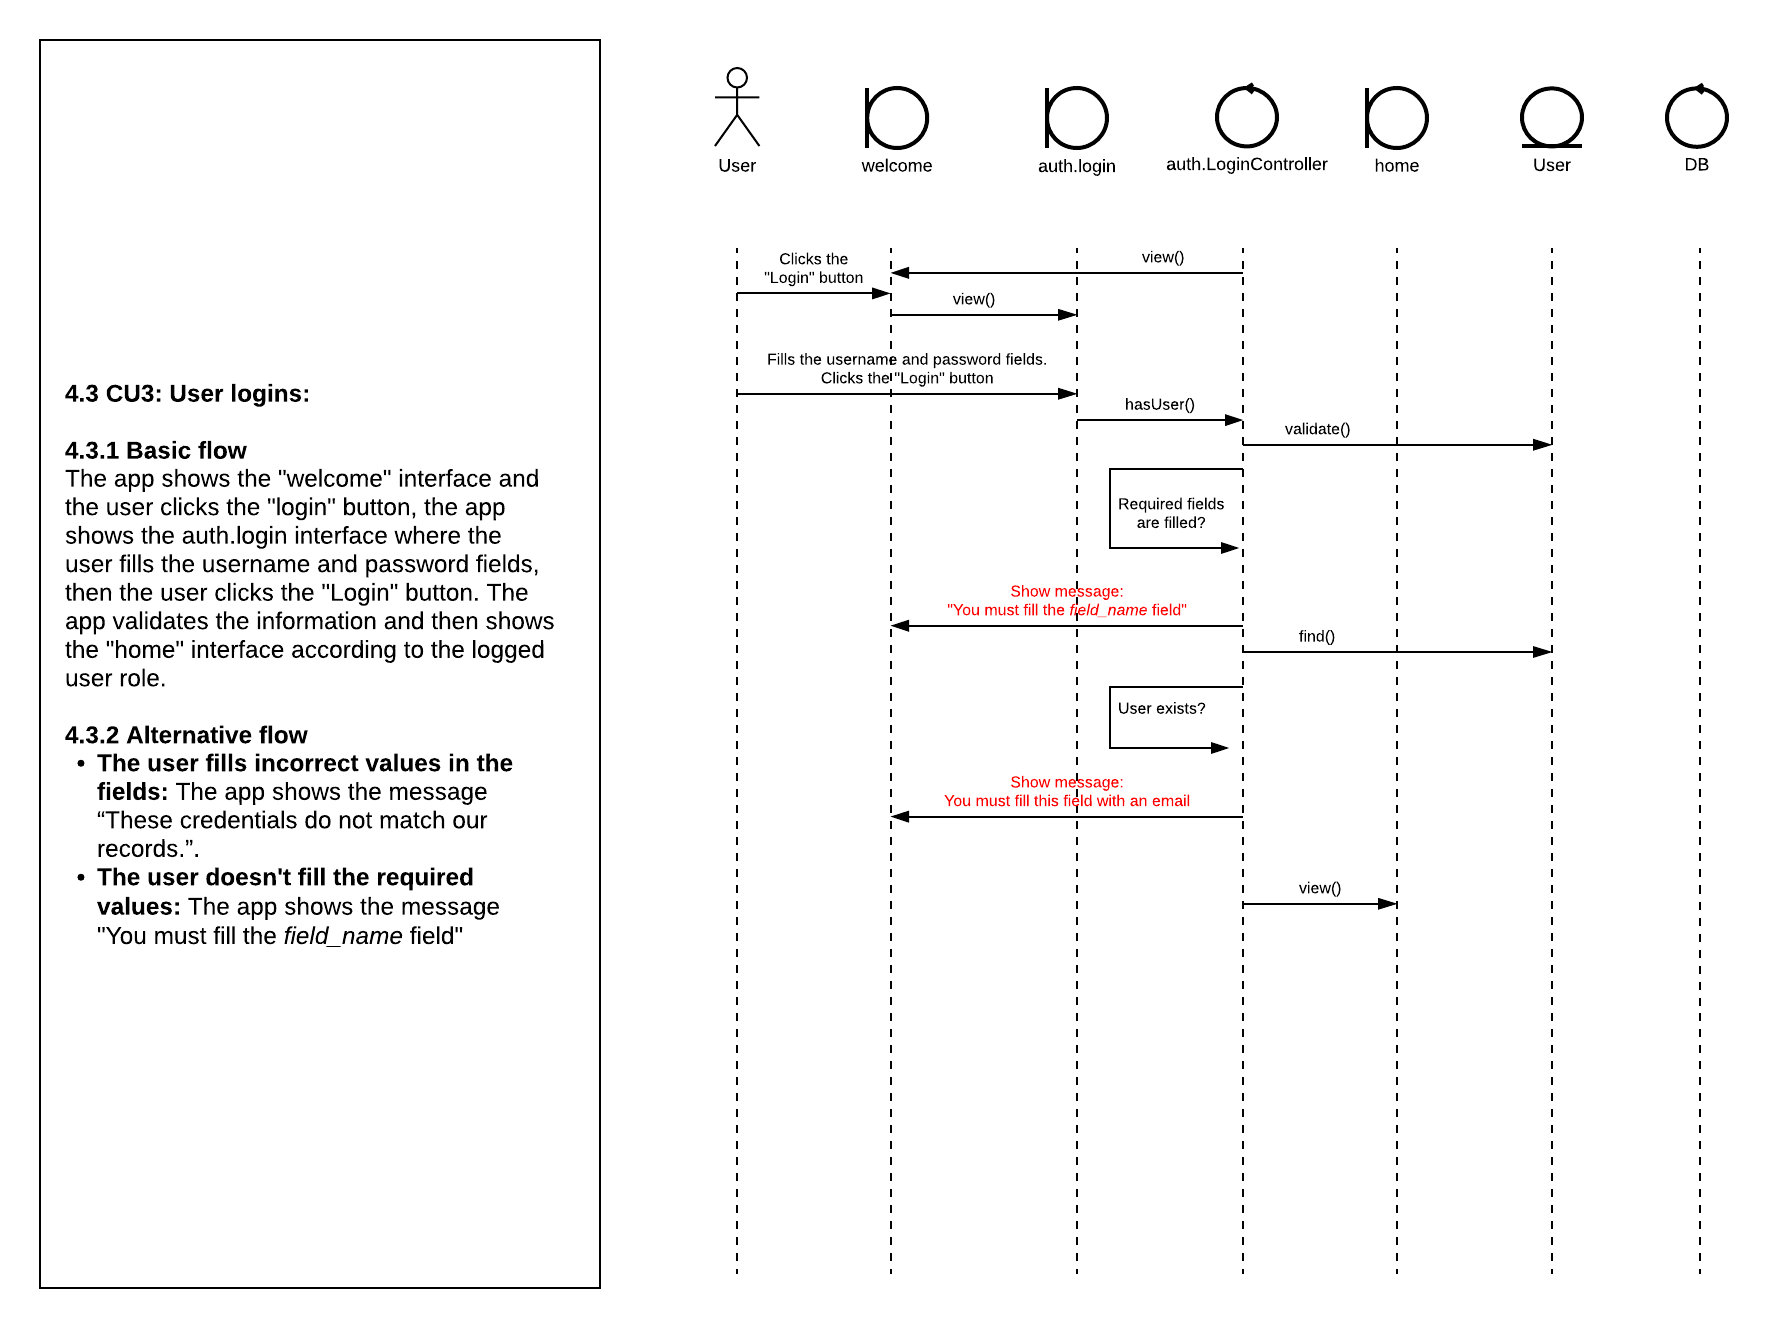 4.3 CU3: User logins:
4.3.1 Basic flow
The app shows the "welcome" interface and
the user clicks the "login" button, the app
shows the auth.login interface where the
user fills the username and password fields,
then the user clicks the "Login" button. The
app validates the information and then shows
the "home" interface according to the logged
user role.
4.3.2 Alternative flow
• The user fills incorrect values in the
fields: The app shows the message
“These credentials do not match our
records.”.
• The user doesn't fill the required
values: The app shows the message
"You must fill the field_name field"
User
welcome
auth.login
auth.LoginController
home
User
DB
Clicks the
"Login" button
view()
view()
Fills the username and password fields.
Clicks the "Login" button
hasUser()
validate()
Required fields
are filled?
Show message:
"You must fill the field_name field"
find()
User exists?
Show message:
You must fill this field with an email
view()